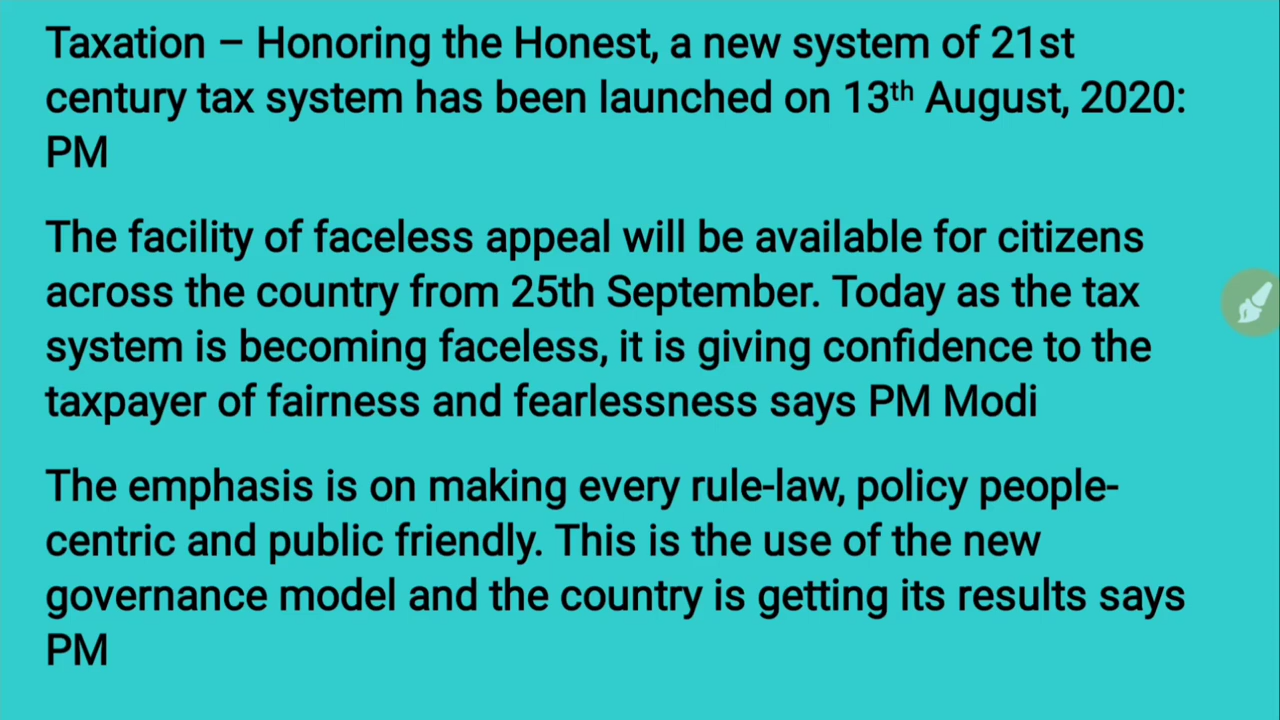 Taxation – Honoring the Honest, a new system of 21st
century tax system has been launched on 13th August, 2020:
PM
The facility of faceless appeal will be available for citizens
across the country from 25th September. Today as the tax
system is becoming faceless, it is giving confidence to the
taxpayer of fairness and fearlessness says PM Modi
The emphasis is on making every rule-law, policy people-
centric and public friendly. This is the use of the new
governance model and the country is getting its results says
PM